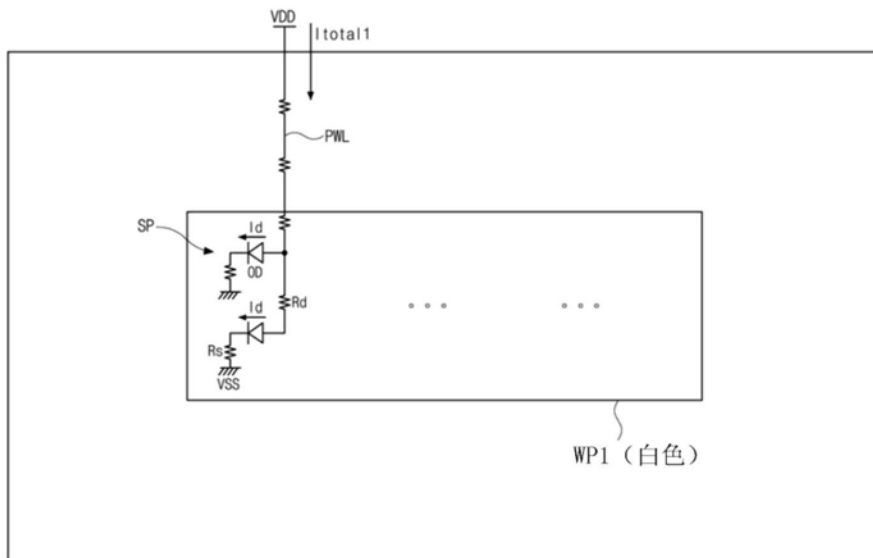 VDD
Itotal1
PWL
SP
Id
OD
Id
Rd
Rs
VSS
WP1（白色）